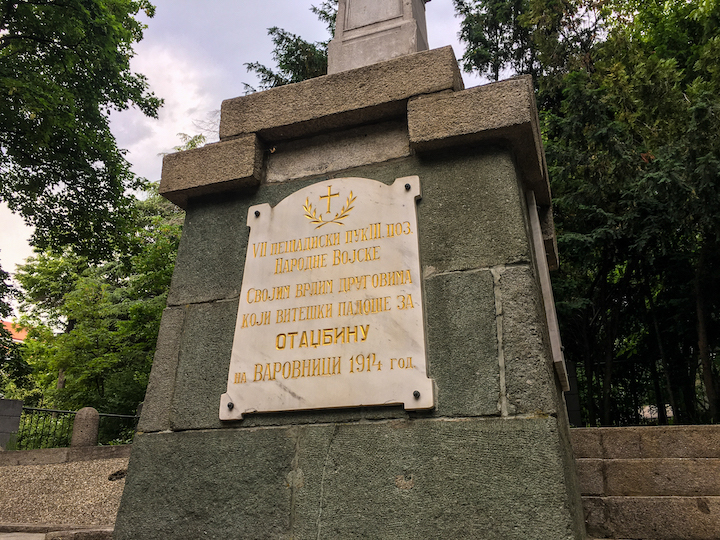 VII ПЕШАДИСКИ ПУК III. ПОЗ.
НАРОДНЕ ВОЈСКЕ
СВОЈИМ ВРЛИМ ДРУГОВИМА
КОЈИ ВИТЕШКИ ПАДОШЕ ЗА
ОТАЏБИНУ
НА ВАРОВНИЦИ 1914 ГОД.